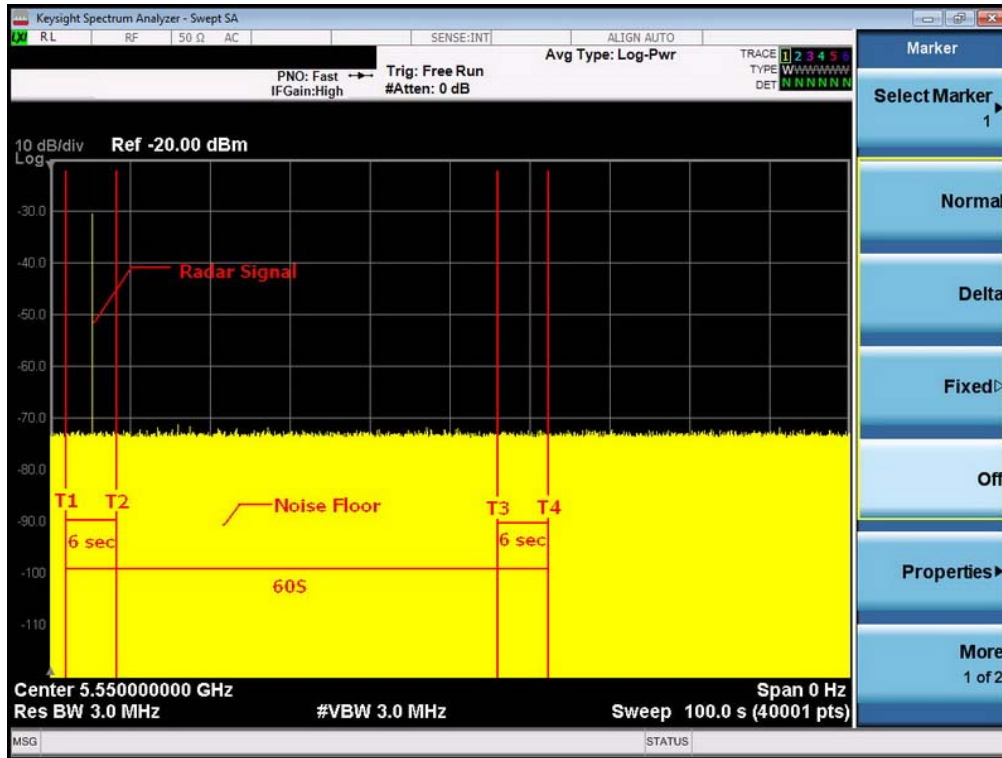 Keysight Spectrum Analyzer - Swept SA
LXI RL RF 50 Ω AC SENSE:INT ALIGN AUTO
PNO: Fast
IFGain:High
Trig: Free Run
#Atten: 0 dB
Avg Type: Log-Pwr
TRACE 1 2 3 4 5 6
TYPE WWWWWW
DET N N N N N N
10 dB/div Ref -20.00 dBm
Log
-30.0
-40.0
Radar Signal
-50.0
-60.0
-70.0
-80.0
T1 T2 Noise Floor T3 T4
-90.0
6 sec 6 sec
-100
60S
-110
Center 5.550000000 GHz Span 0 Hz
Res BW 3.0 MHz #VBW 3.0 MHz Sweep 100.0 s (40001 pts)
MSG STATUS
Marker
Select Marker
1
Normal
Delta
Fixed
Off
Properties
More
1 of 2